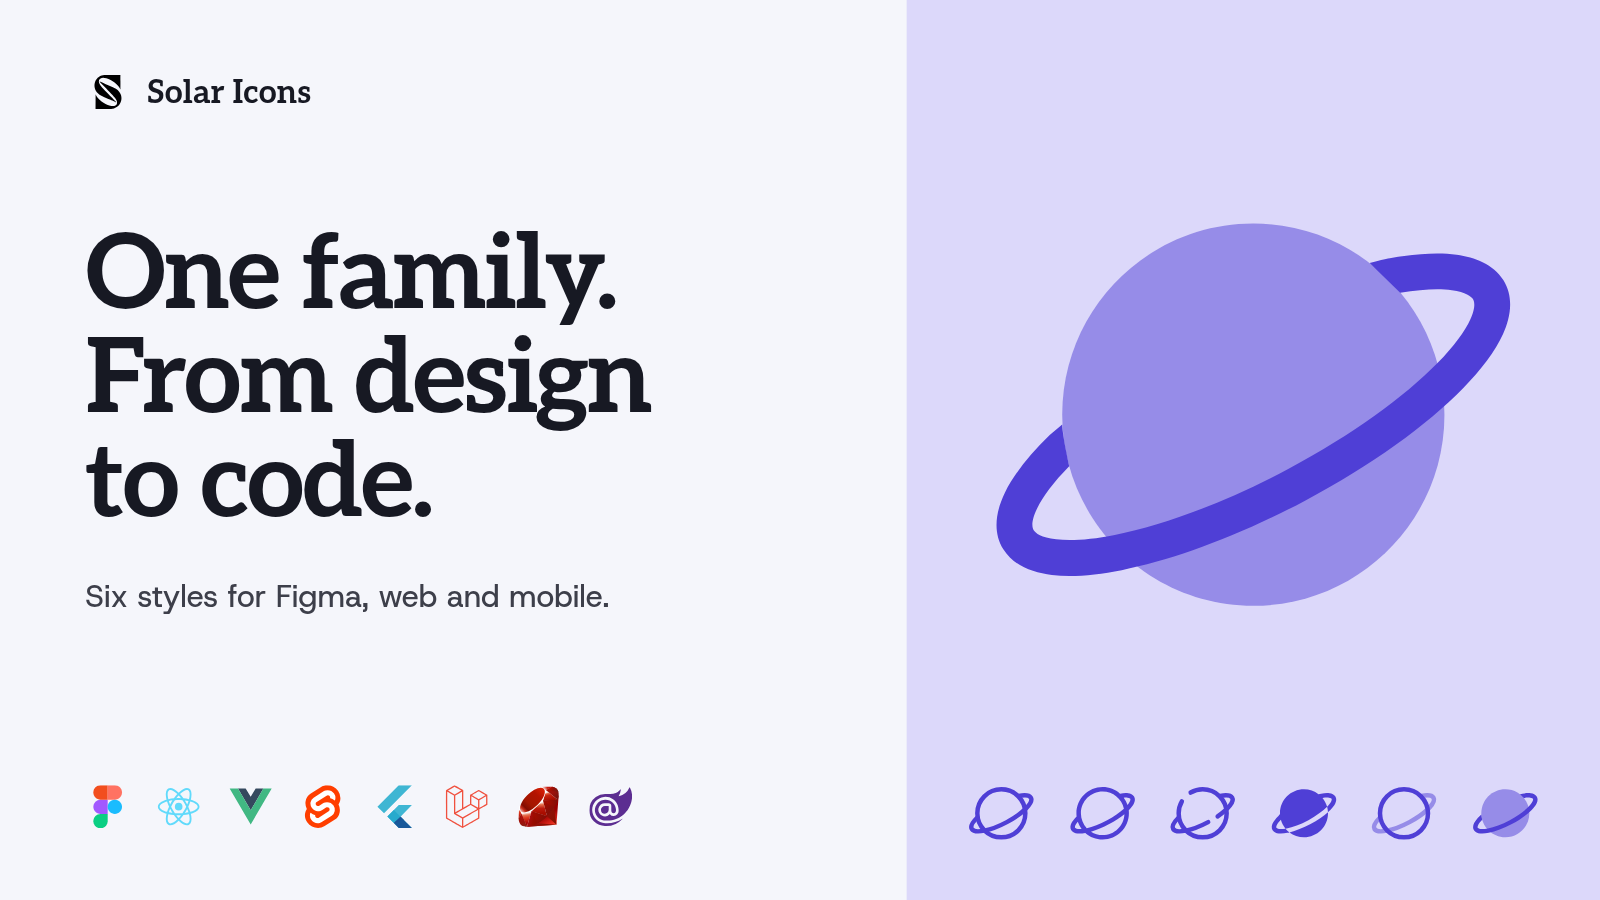 Solar Icons
One family.
From design
to code.
Six styles for Figma, web and mobile.